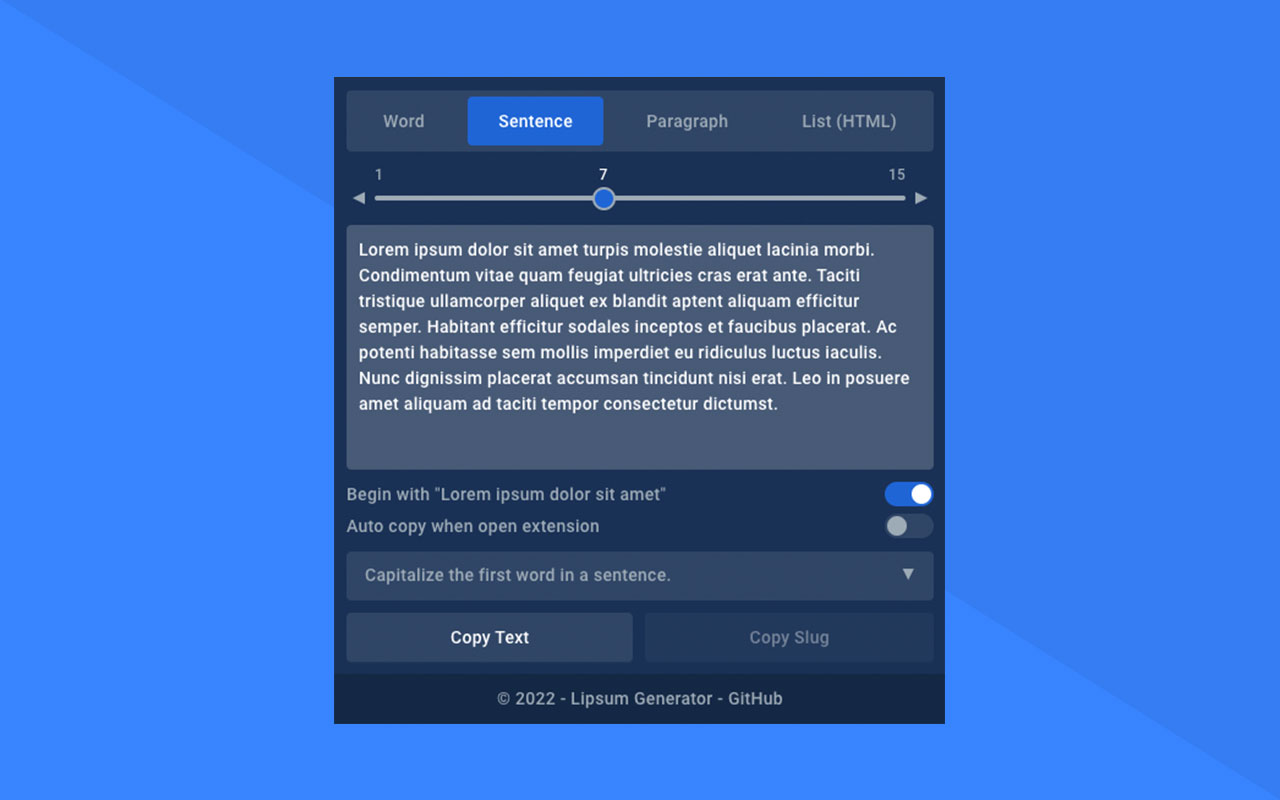 Word Sentence Paragraph List (HTML)
1 7 15
Lorem ipsum dolor sit amet turpis molestie aliquet lacinia morbi.
Condimentum vitae quam feugiat ultricies cras erat ante. Taciti
tristique ullamcorper aliquet ex blandit aptent aliquam efficitur
semper. Habitant efficitur sodales inceptos et faucibus placerat. Ac
potenti habitasse sem mollis imperdiet eu ridiculus luctus iaculis.
Nunc dignissim placerat accumsan tincidunt nisi erat. Leo in posuere
amet aliquam ad taciti tempor consectetur dictumst.
Begin with "Lorem ipsum dolor sit amet"
Auto copy when open extension
Capitalize the first word in a sentence.
Copy Text Copy Slug
© 2022 - Lipsum Generator - GitHub